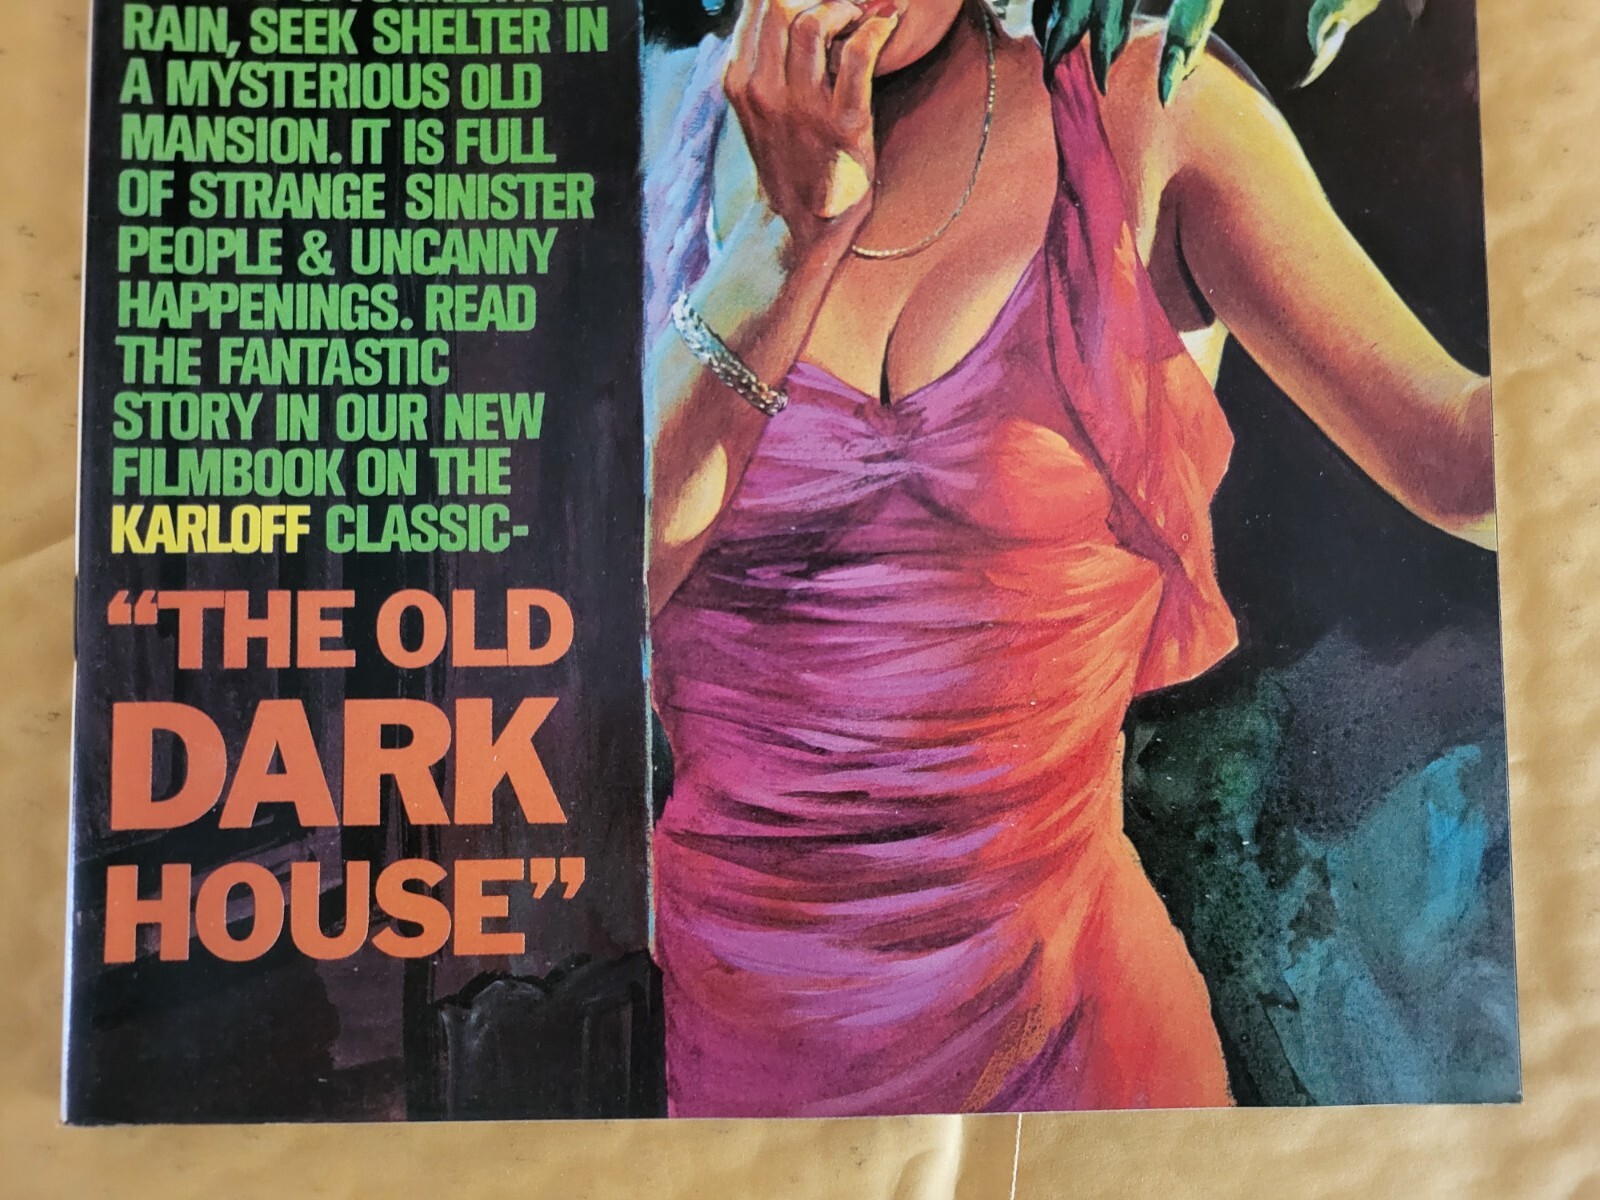 RAIN, SEEK SHELTER IN
A MYSTERIOUS OLD
MANSION. IT IS FULL
OF STRANGE SINISTER
PEOPLE & UNCANNY
HAPPENINGS. READ
THE FANTASTIC
STORY IN OUR NEW
FILMBOOK ON THE
KARLOFF CLASSIC-
“THE OLD
DARK
HOUSE”